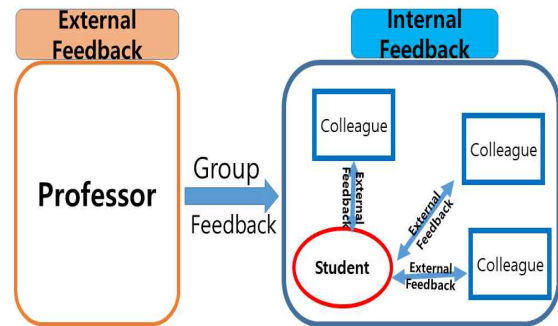 External
Feedback
Internal
Feedback
Professor
Group
Feedback
Colleague
External
Feedback
Colleague
External
Feedback
Student
External
Feedback
Colleague